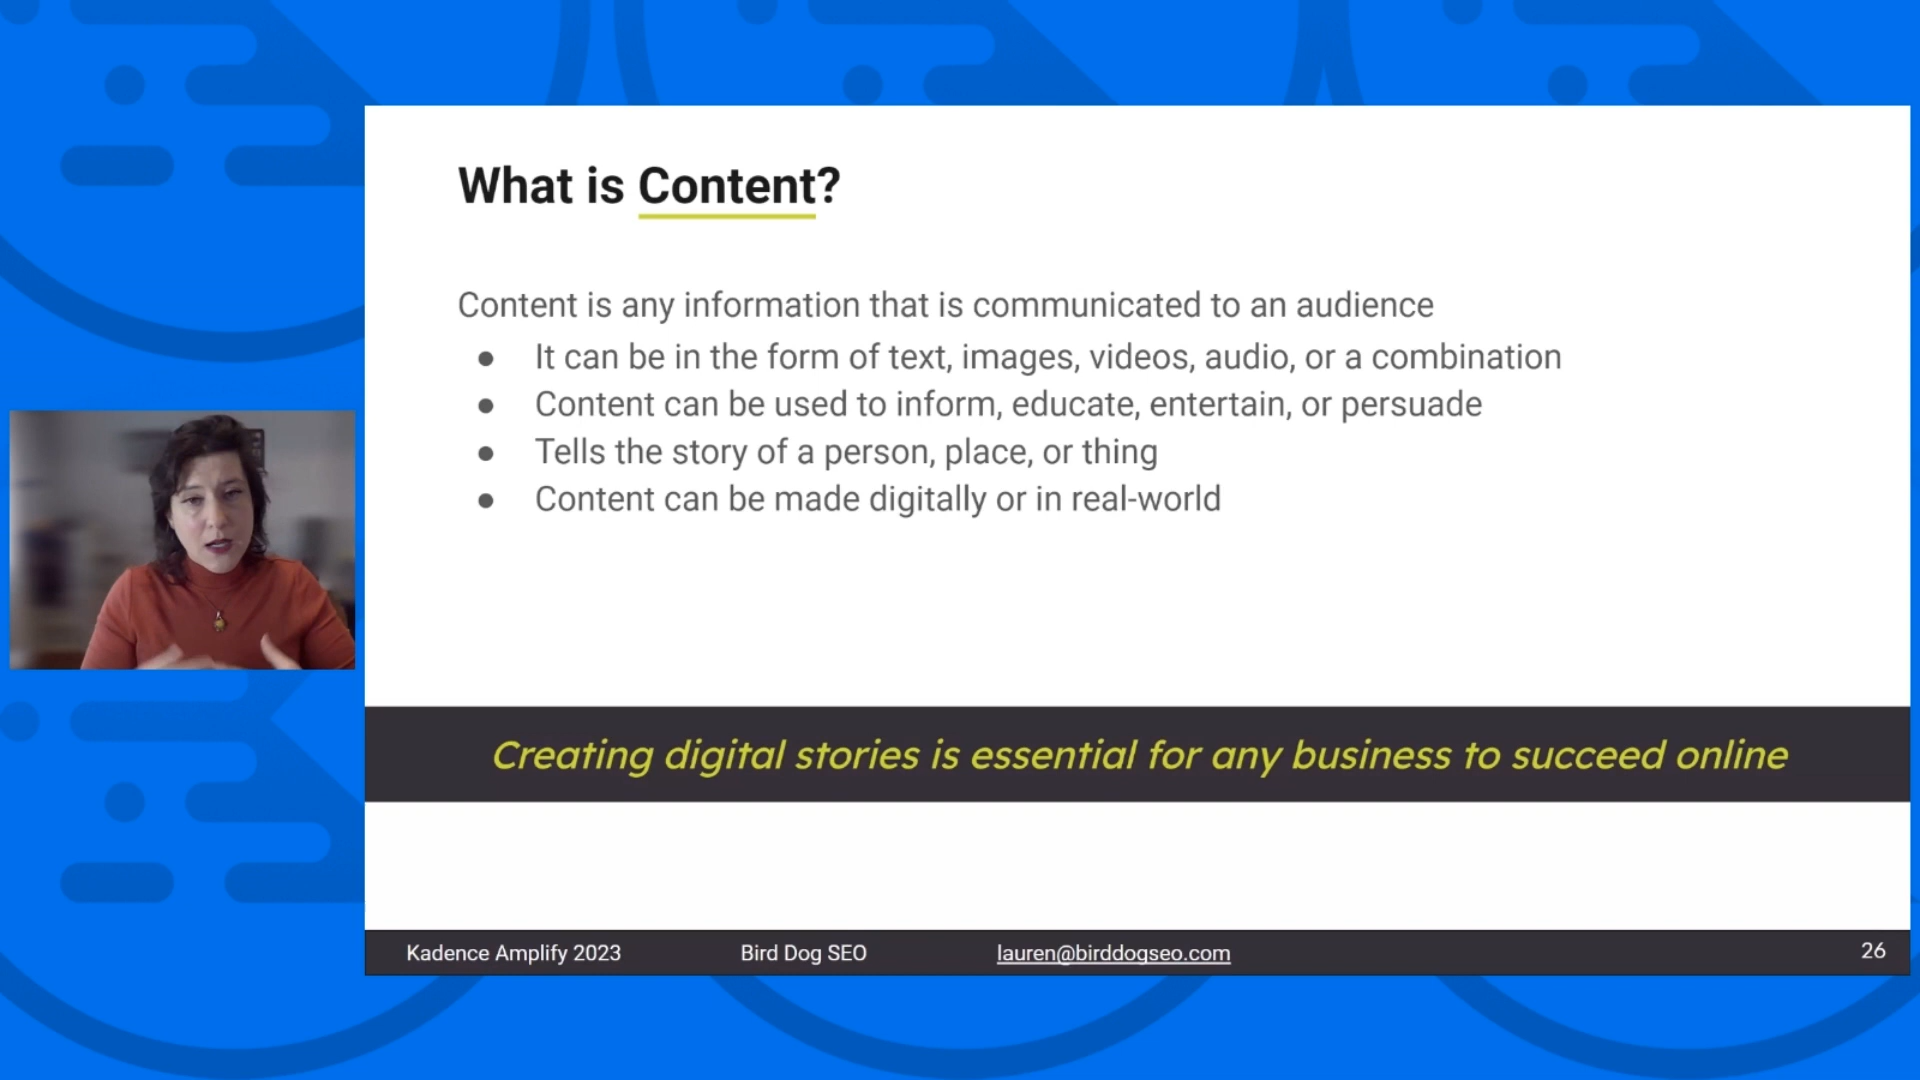 What is Content?
Content is any information that is communicated to an audience
● It can be in the form of text, images, videos, audio, or a combination
● Content can be used to inform, educate, entertain, or persuade
● Tells the story of a person, place, or thing
● Content can be made digitally or in real-world
Creating digital stories is essential for any business to succeed online
Kadence Amplify 2023 Bird Dog SEO lauren@birddogseo.com 26